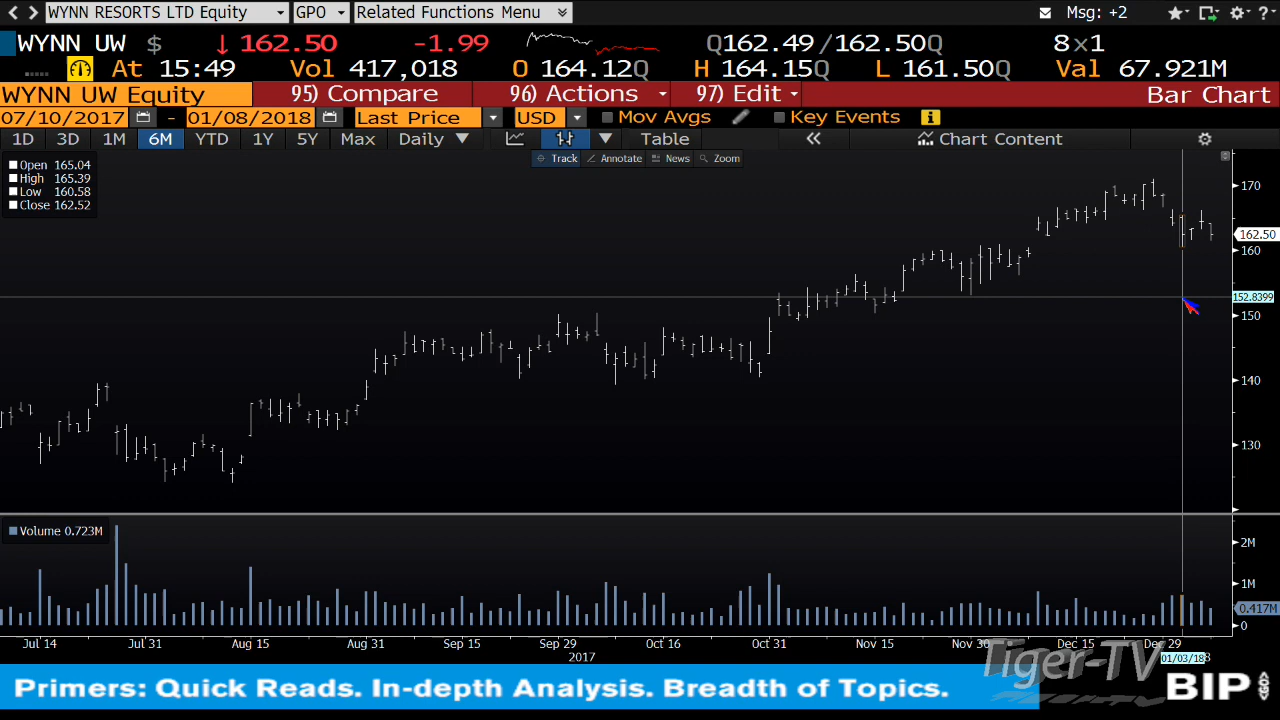 WYNN RESORTS LTD Equity GPO Related Functions Menu Msg: +2
WYNN UW $ 162.50 -1.99 Q162.49/162.50Q 8×1
At 15:49 Vol 417,018 O 164.12Q H 164.15Q L 161.50Q Val 67.921M
WYNN UW Equity 95) Compare 96) Actions 97) Edit Bar Chart
07/10/2017 - 01/08/2018 Last Price USD Mov Avgs Key Events
1D 3D 1M 6M YTD 1Y 5Y Max Daily Table Chart Content
Track Annotate News Zoom
Open 165.04
High 165.39
Low 160.58
Close 162.52
170
162.50
160
152.8399
150
140
130
Volume 0.723M
2M
1M
0.417M
0
Jul 14 Jul 31 Aug 15 Aug 31 Sep 15 Sep 29 Oct 16 Oct 31 Nov 15 Nov 30 Dec 15 Dec 29
2017 01/03/18
Tiger-TV
Primers: Quick Reads. In-depth Analysis. Breadth of Topics.
BIP